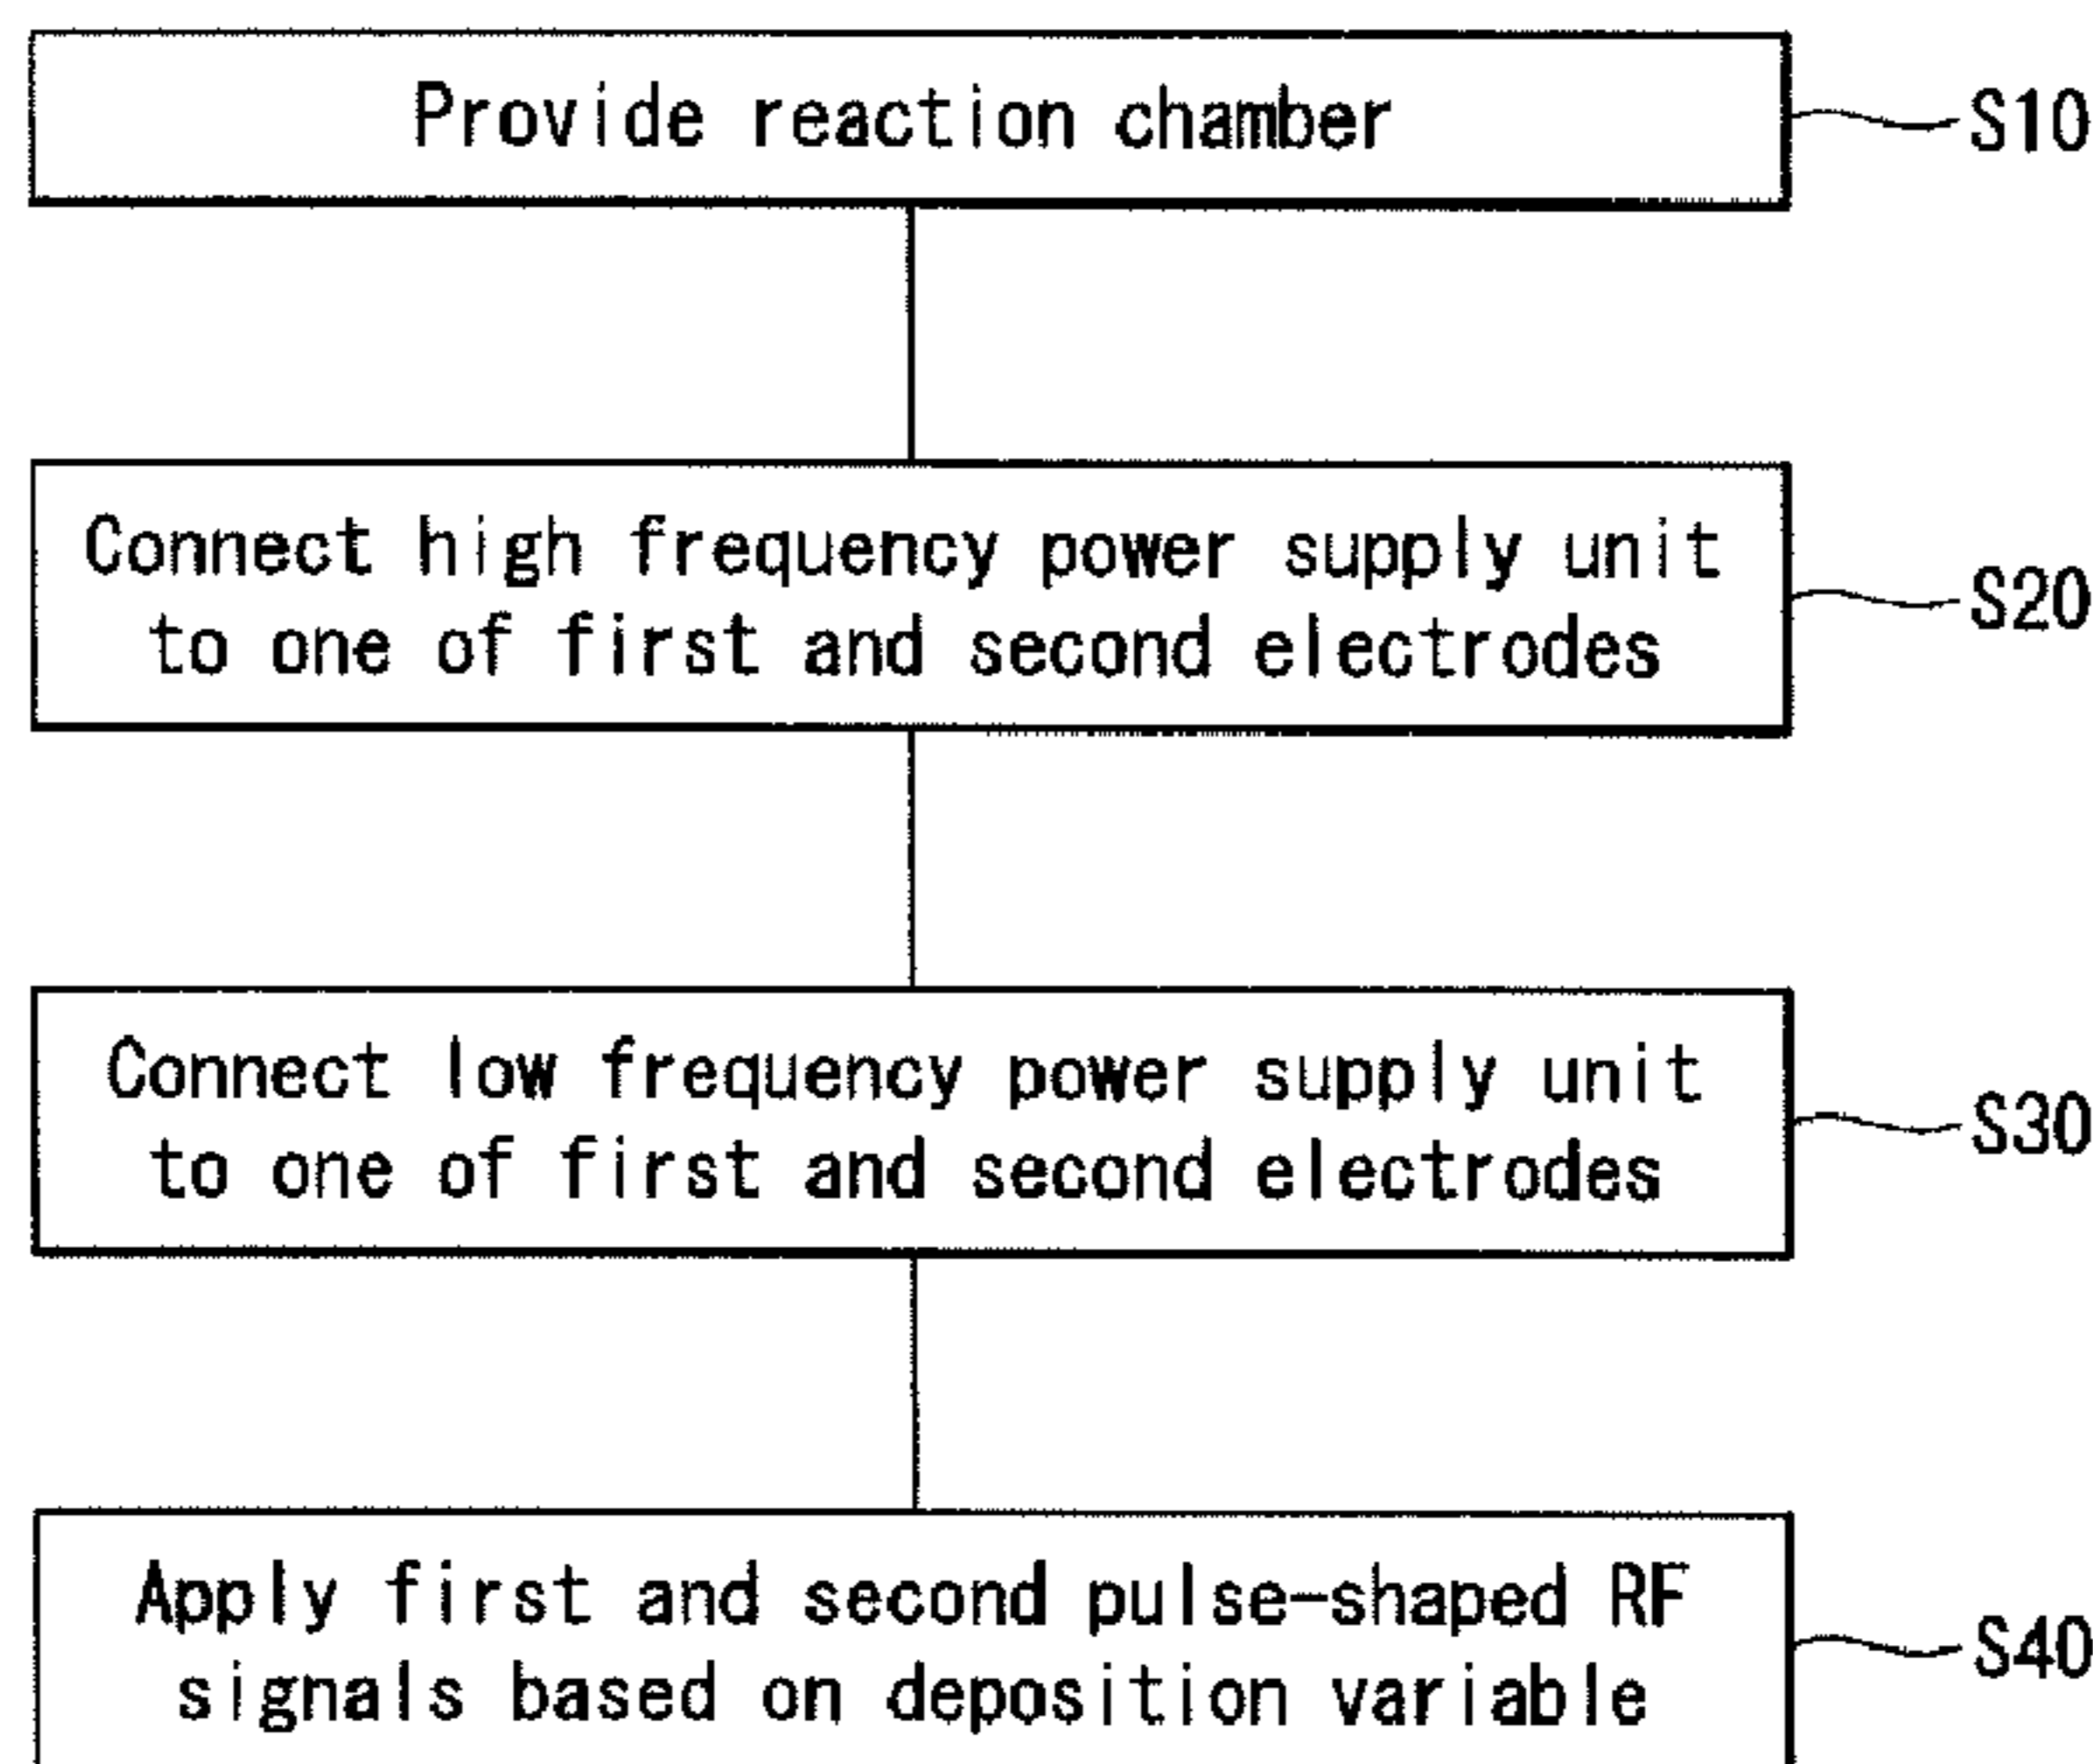 Provide reaction chamber
S10
Connect high frequency power supply unit
to one of first and second electrodes
S20
Connect low frequency power supply unit
to one of first and second electrodes
S30
Apply first and second pulse-shaped RF
signals based on deposition variable
S40